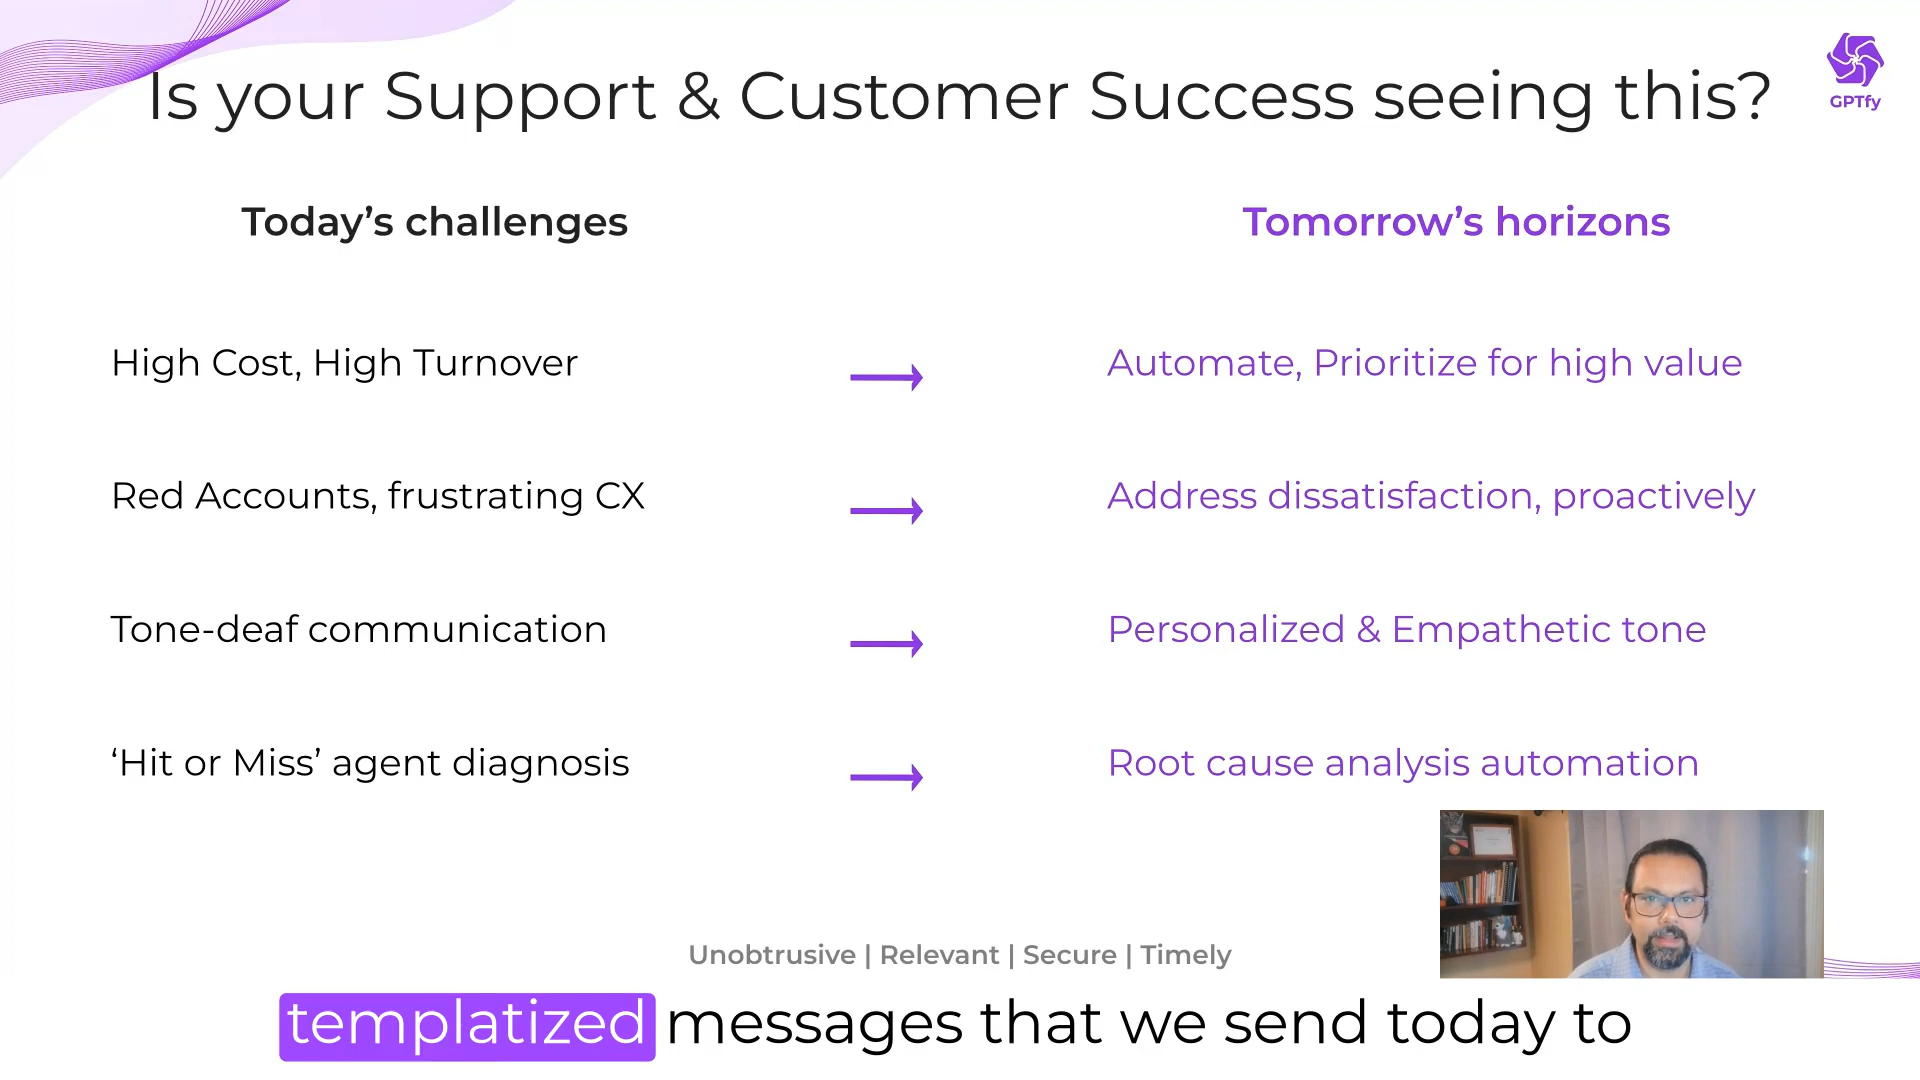 Is your Support & Customer Success seeing this?
GPTfy
Today’s challenges
Tomorrow’s horizons
High Cost, High Turnover
Automate, Prioritize for high value
Red Accounts, frustrating CX
Address dissatisfaction, proactively
Tone-deaf communication
Personalized & Empathetic tone
‘Hit or Miss’ agent diagnosis
Root cause analysis automation
Unobtrusive | Relevant | Secure | Timely
templatized messages that we send today to